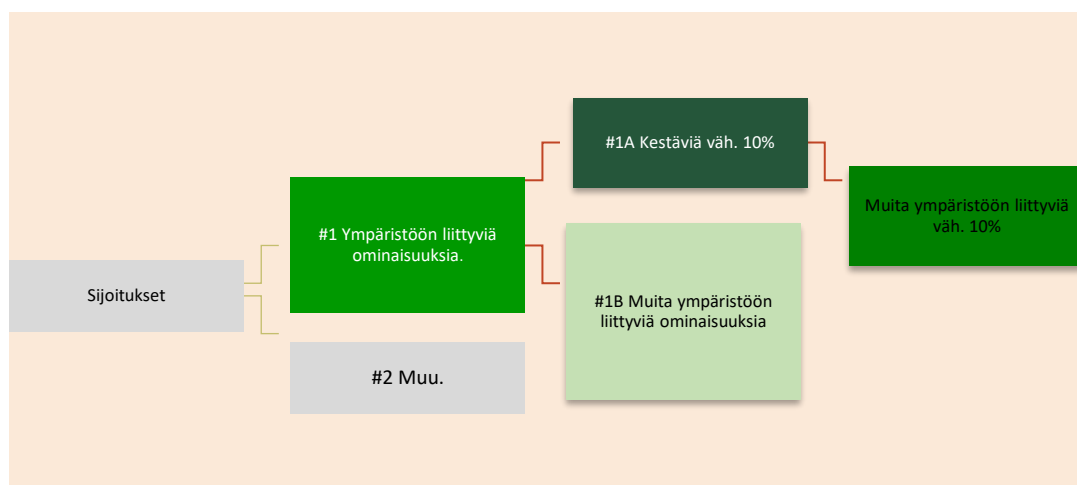 Sijoitukset
#1 Ympäristöön liittyviä
ominaisuuksia.
#2 Muu.
#1A Kestäviä väh. 10%
#1B Muita ympäristöön
liittyviä ominaisuuksia
Muita ympäristöön liittyviä
väh. 10%